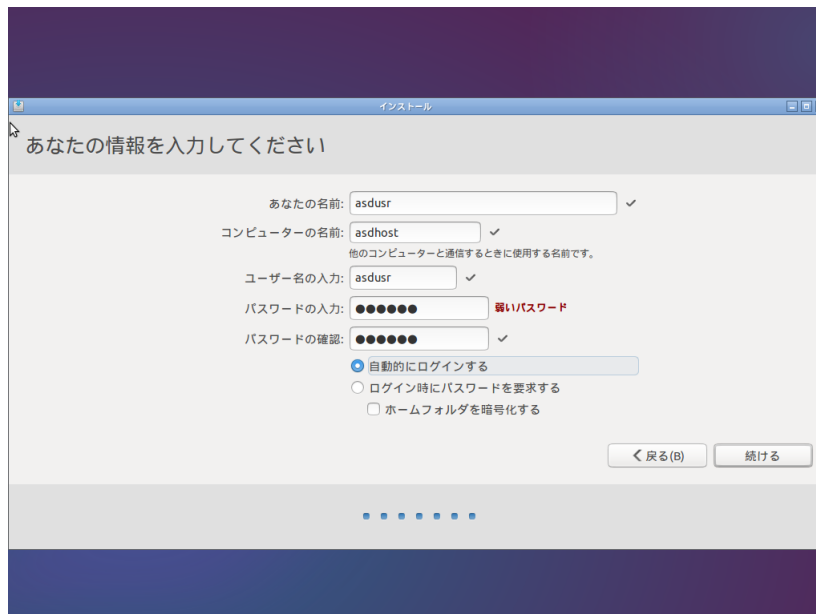 インストール
あなたの情報を入力してください
あなたの名前: asdusr
コンピューターの名前: asdhost
他のコンピューターと通信するときに使用する名前です。
ユーザー名の入力: asdusr
パスワードの入力: ●●●●●● 弱いパスワード
パスワードの確認: ●●●●●●
自動的にログインする
ログイン時にパスワードを要求する
ホームフォルダを暗号化する
戻る(B) 続ける